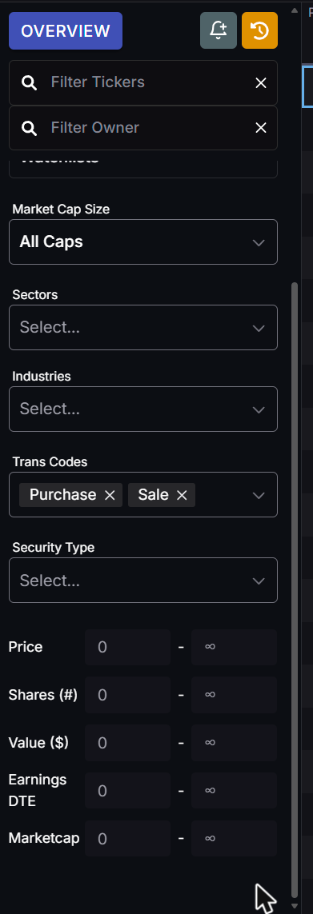 OVERVIEW
Filter Tickers
Filter Owner
Watchlists
Market Cap Size
All Caps
Sectors
Select...
Industries
Select...
Trans Codes
Purchase × Sale ×
Security Type
Select...
Price 0 - ∞
Shares (#) 0 - ∞
Value ($) 0 - ∞
Earnings
DTE 0 - ∞
Marketcap 0 - ∞